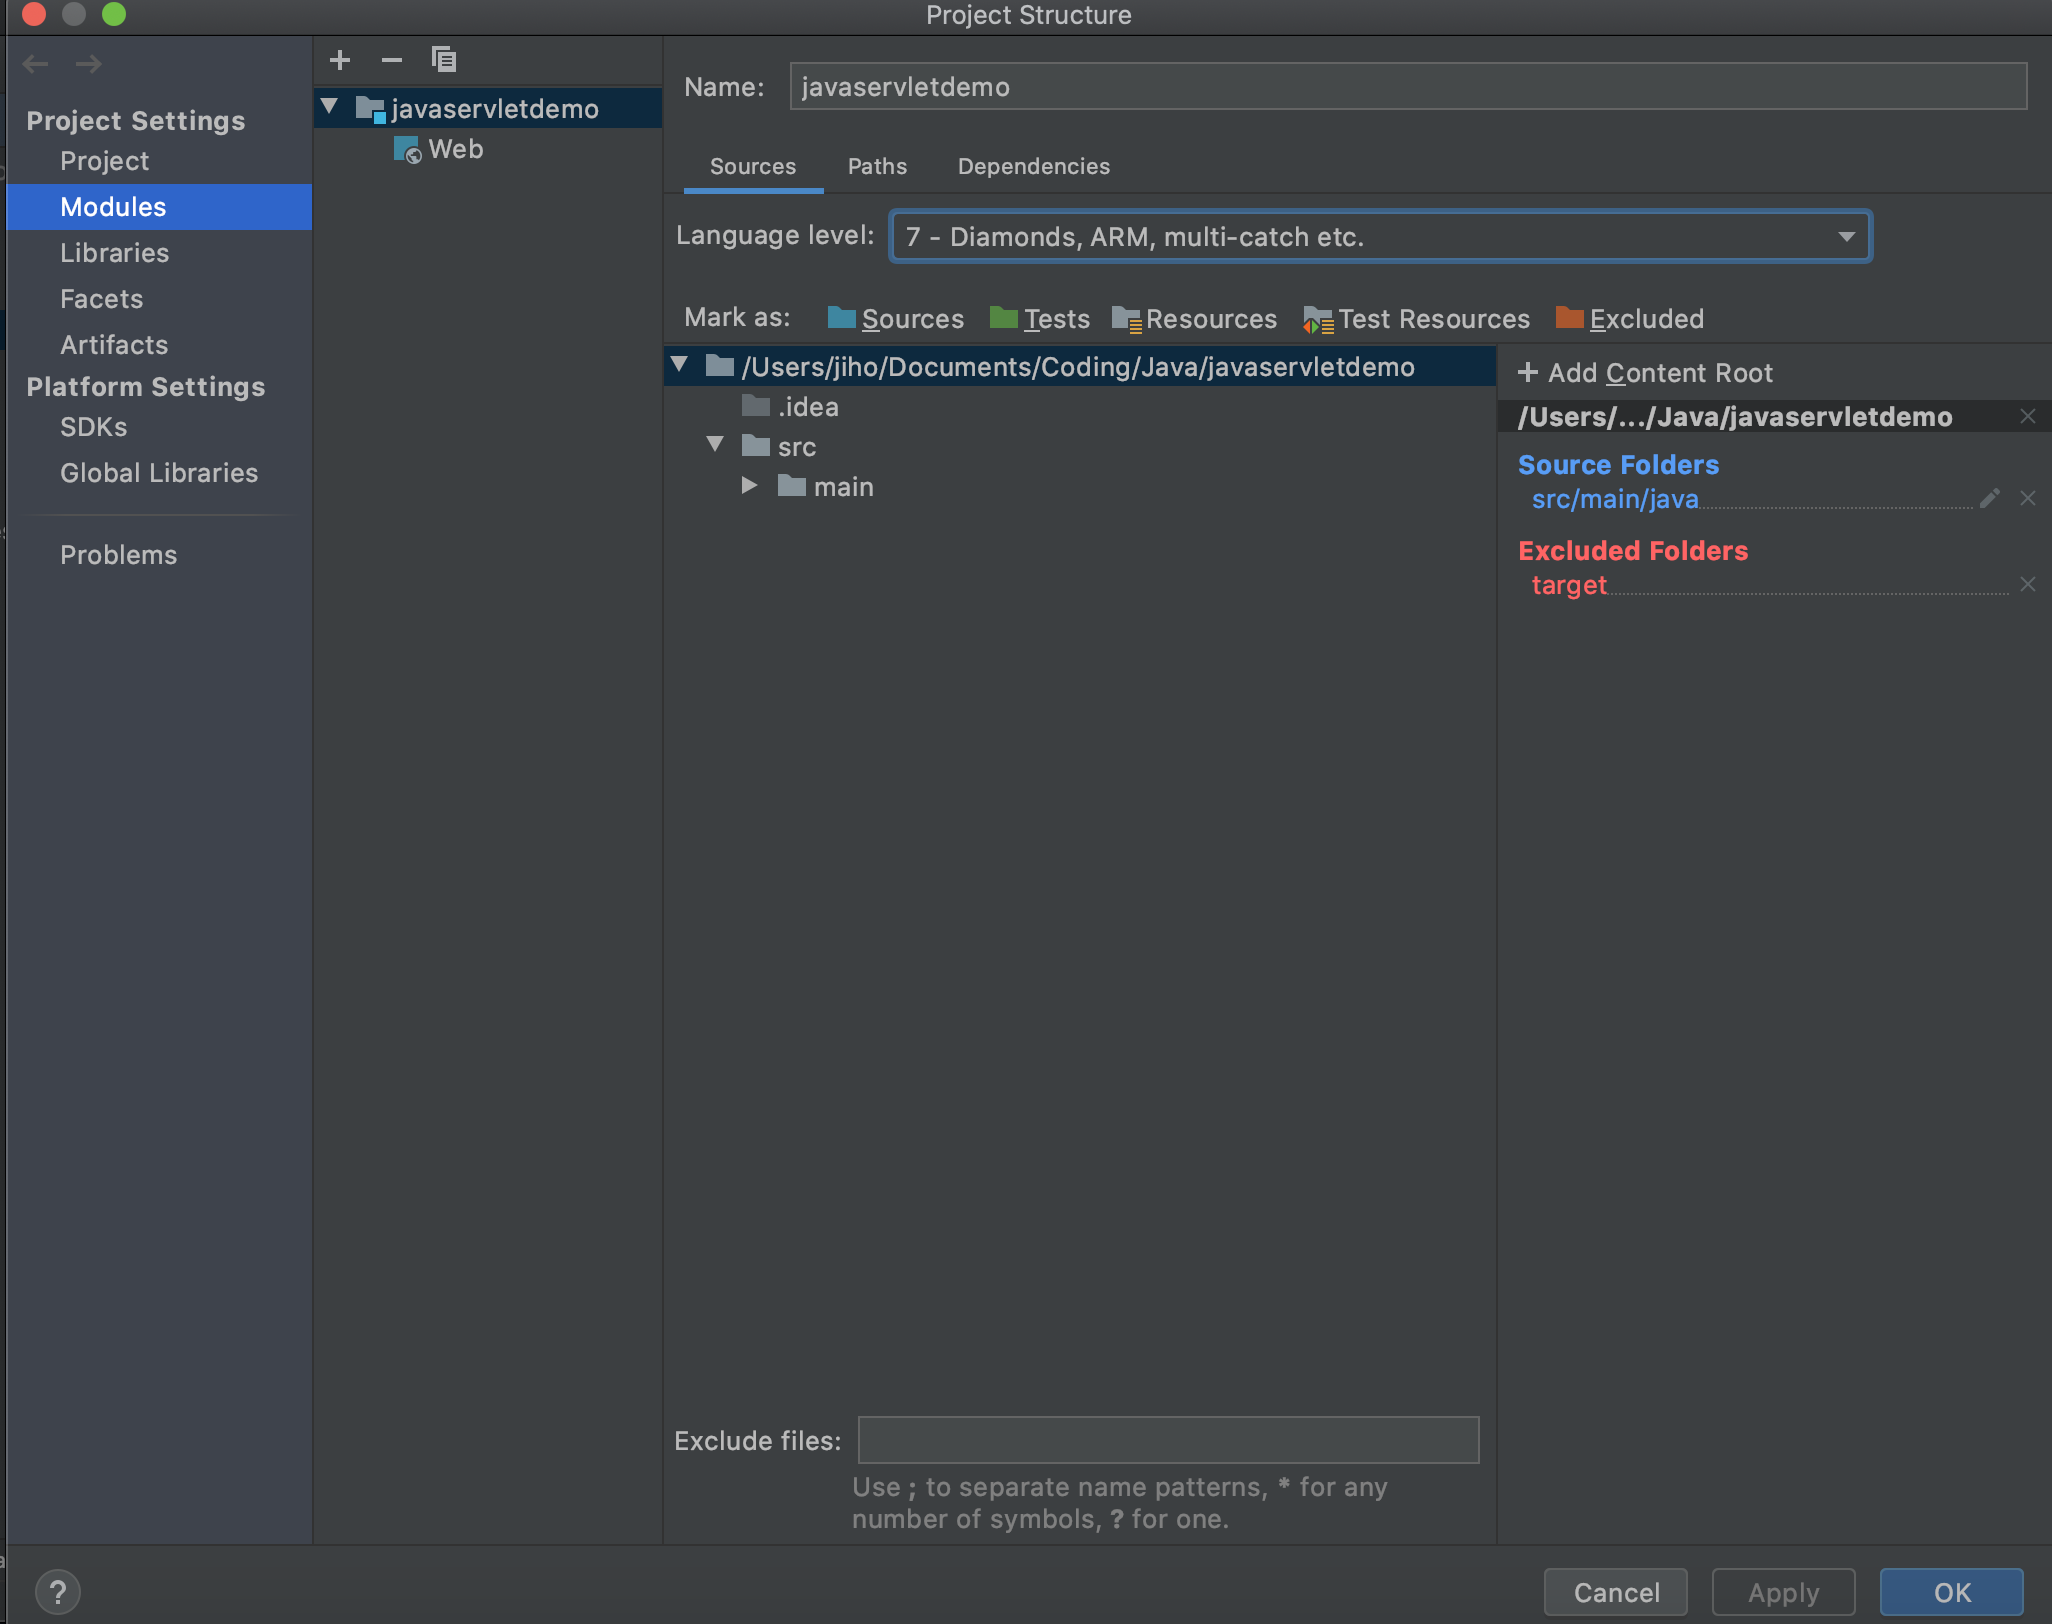 Project Structure
Project Settings
Project
Modules
Libraries
Facets
Artifacts
Platform Settings
SDKs
Global Libraries
Problems
javaservletdemo
Web
Name: javaservletdemo
Sources Paths Dependencies
Language level: 7 - Diamonds, ARM, multi-catch etc.
Mark as: Sources Tests Resources Test Resources Excluded
/Users/jiho/Documents/Coding/Java/javaservletdemo
.idea
src
main
+ Add Content Root
/Users/.../Java/javaservletdemo
Source Folders
src/main/java
Excluded Folders
target
Exclude files:
Use ; to separate name patterns, * for any
number of symbols, ? for one.
?
Cancel Apply OK